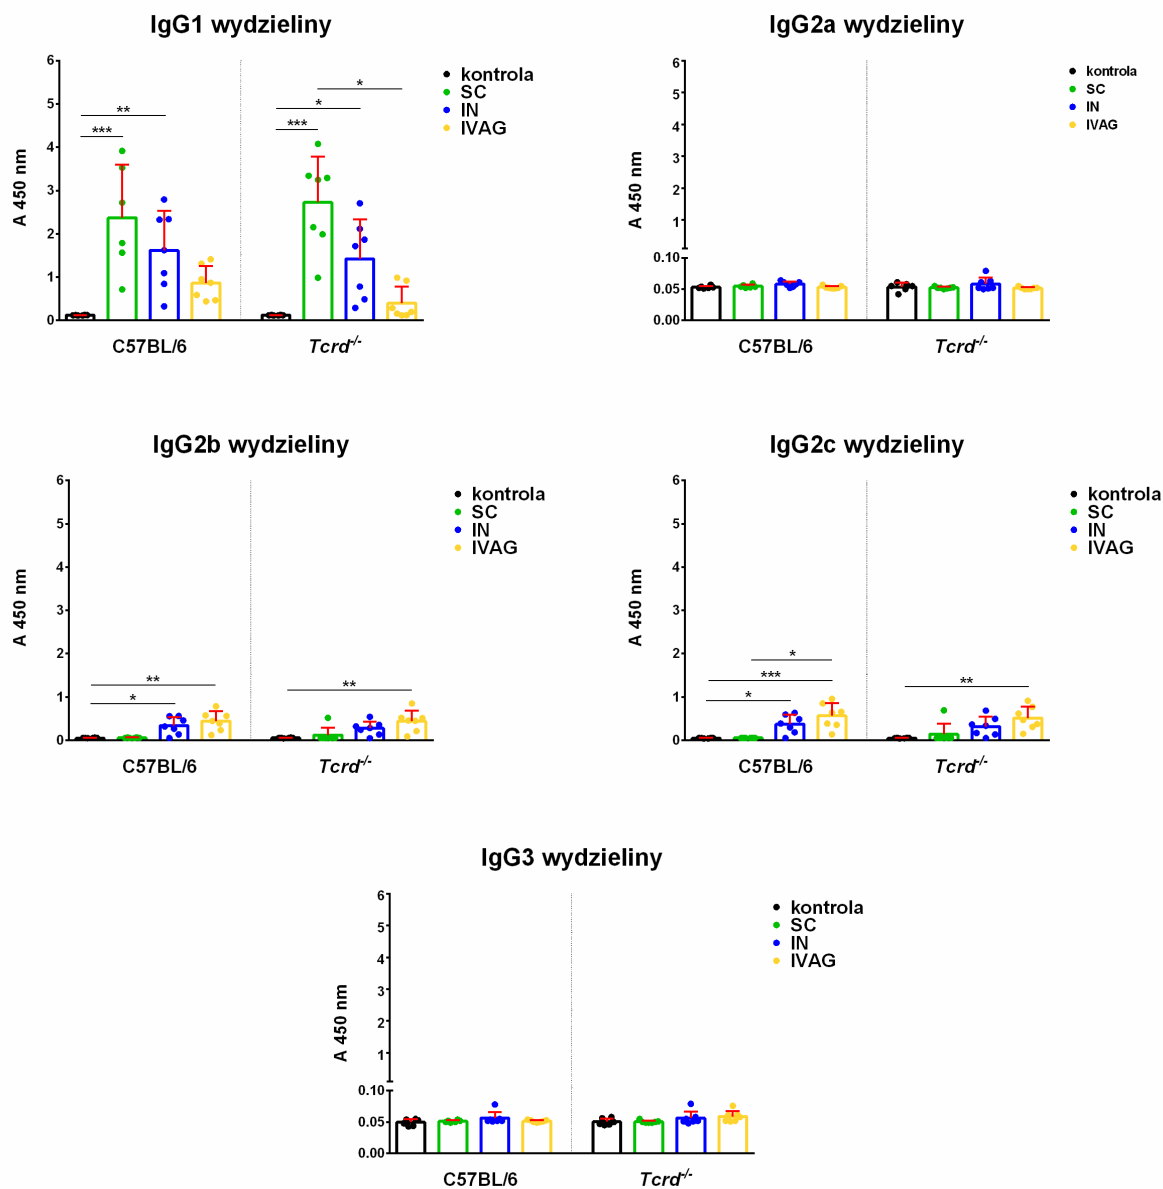 IgG1 wydzieliny
A 450 nm
6
5
4
3
2
1
0
***
**
***
*
*
C57BL/6
Tcrd-/-
kontrola
SC
IN
IVAG
IgG2a wydzieliny
A 450 nm
6
5
4
3
2
1
0.10
0.05
0.00
C57BL/6
Tcrd-/-
kontrola
SC
IN
IVAG
IgG2b wydzieliny
A 450 nm
6
5
4
3
2
1
0
**
*
**
C57BL/6
Tcrd-/-
kontrola
SC
IN
IVAG
IgG2c wydzieliny
A 450 nm
6
5
4
3
2
1
0
*
***
*
**
C57BL/6
Tcrd-/-
kontrola
SC
IN
IVAG
IgG3 wydzieliny
A 450 nm
6
5
4
3
2
1
0.10
0.05
0.00
C57BL/6
Tcrd-/-
kontrola
SC
IN
IVAG